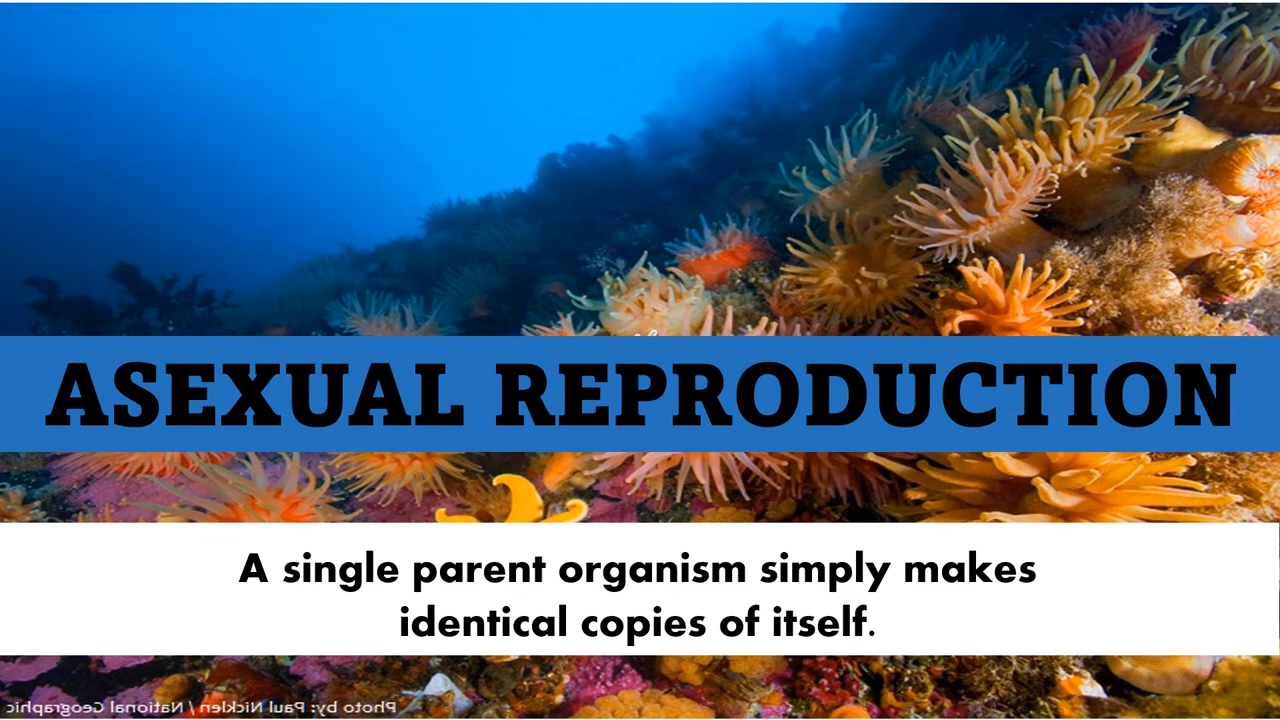 ASEXUAL REPRODUCTION
A single parent organism simply makes
identical copies of itself.
Photo by: Paul Nicklen / National Geographic